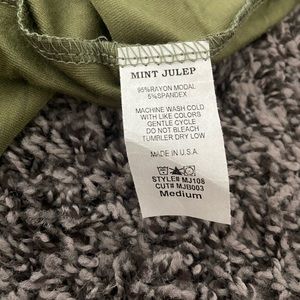 MINT JULEP
95%RAYON MODAL
5%SPANDEX
MACHINE WASH COLD
WITH LIKE COLORS
GENTLE CYCLE
DO NOT BLEACH
TUMBLER DRY LOW
MADE IN U.S.A.
STYLE# MJ108
CUT# MJB003
Medium